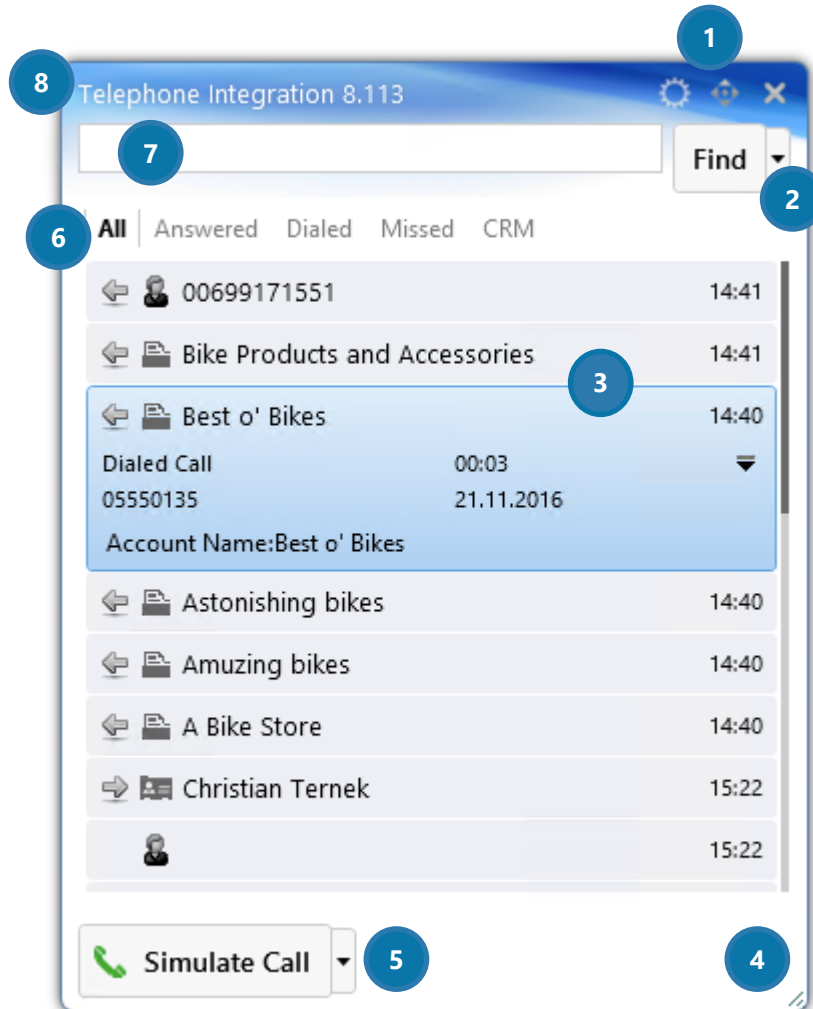 1
8
Telephone Integration 8.113
7
Find
2
6
All Answered Dialed Missed CRM
00699171551 14:41
Bike Products and Accessories 14:41
3
Best o' Bikes 14:40
Dialed Call 00:03
05550135 21.11.2016
Account Name:Best o' Bikes
Astonishing bikes 14:40
Amuzing bikes 14:40
A Bike Store 14:40
Christian Ternek 15:22
15:22
Simulate Call
5
4